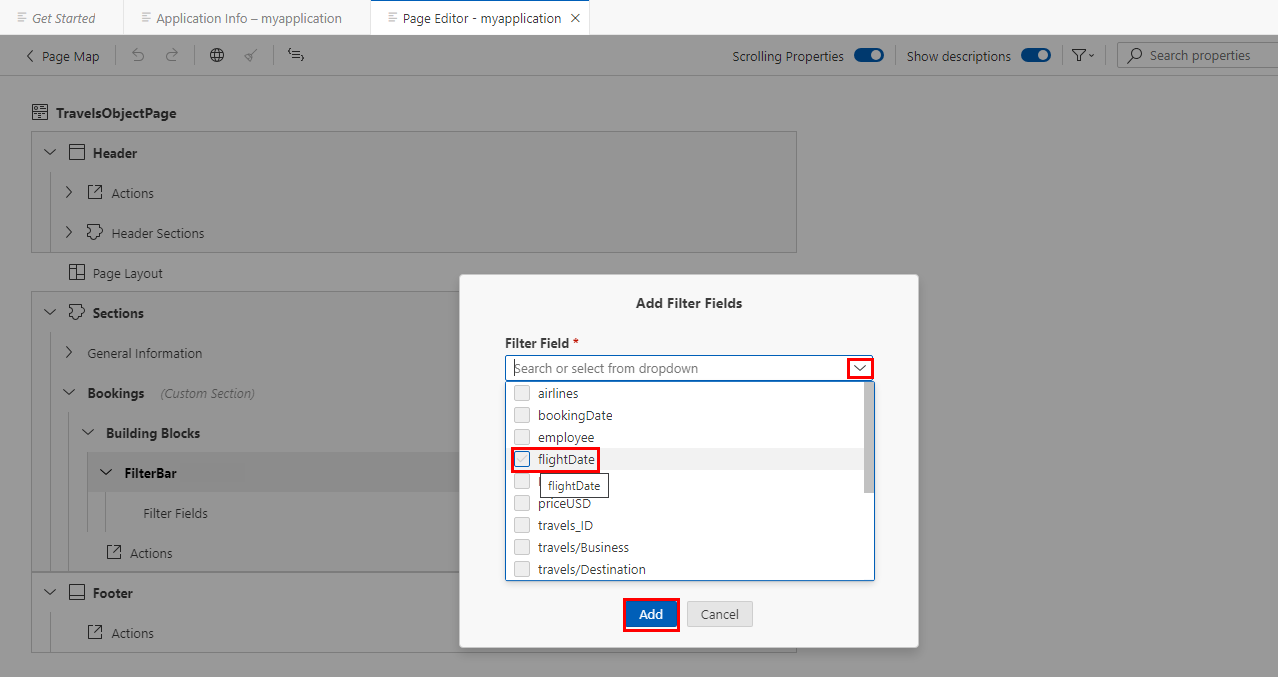 Get Started
Application Info – myapplication
Page Editor - myapplication
Page Map
Scrolling Properties
Show descriptions
Search properties
TravelsObjectPage
Header
Actions
Header Sections
Page Layout
Sections
General Information
Bookings (Custom Section)
Building Blocks
FilterBar
Filter Fields
Actions
Footer
Actions
Add Filter Fields
Filter Field *
Search or select from dropdown
airlines
bookingDate
employee
flightDate
flightDate
priceUSD
travels_ID
travels/Business
travels/Destination
Add
Cancel